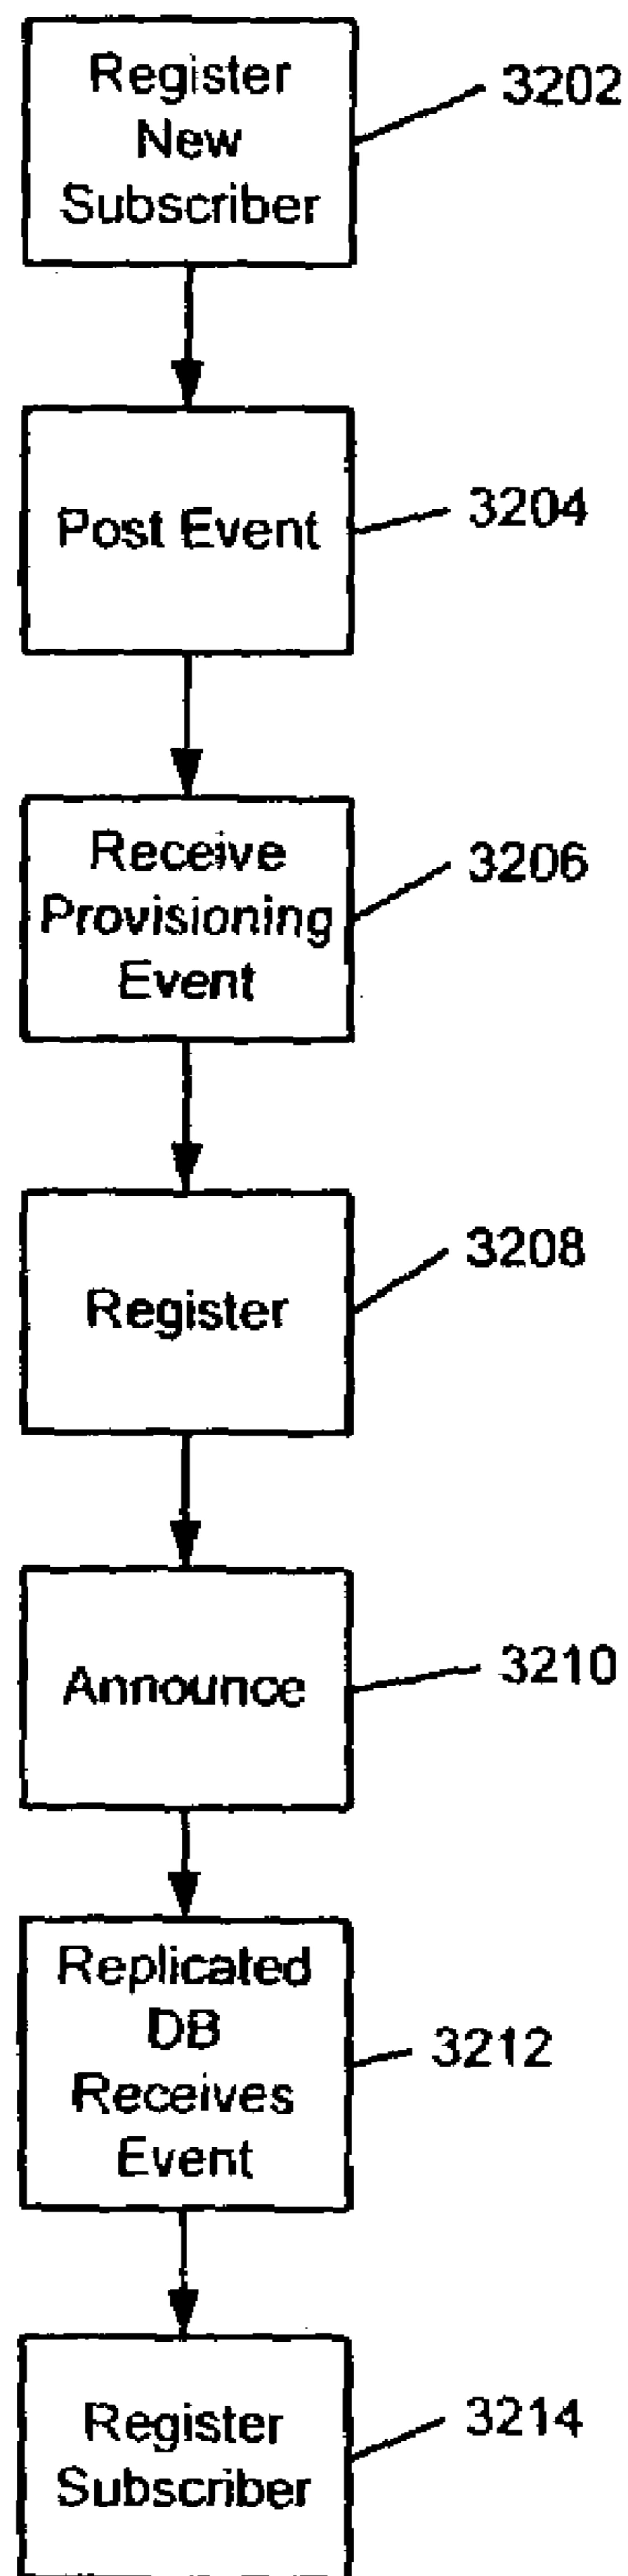 Register
New
Subscriber
3202
Post Event
3204
Receive
Provisioning
Event
3206
Register
3208
Announce
3210
Replicated
DB
Receives
Event
3212
Register
Subscriber
3214